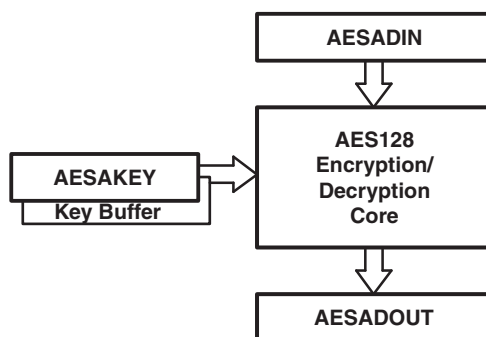 AESADIN
AES128
Encryption/
Decryption
Core
AESAKEY
Key Buffer
AESADOUT